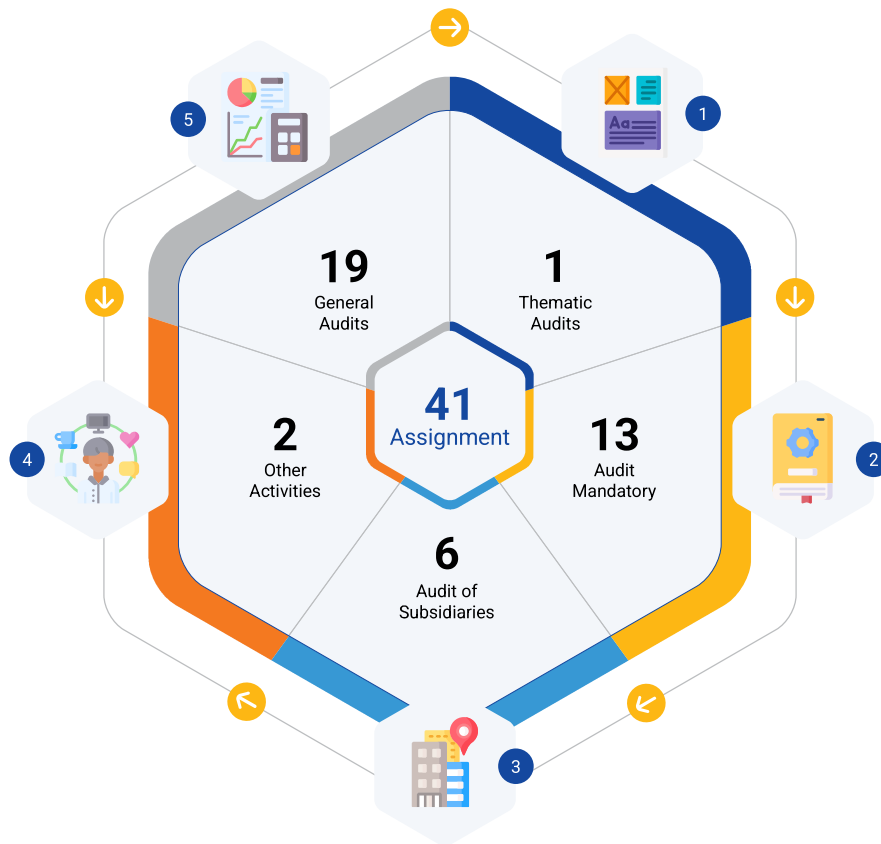 5
1
Aa
19
General
Audits
1
Thematic
Audits
41
Assignment
2
Other
Activities
13
Audit
Mandatory
4
2
6
Audit of
Subsidiaries
3